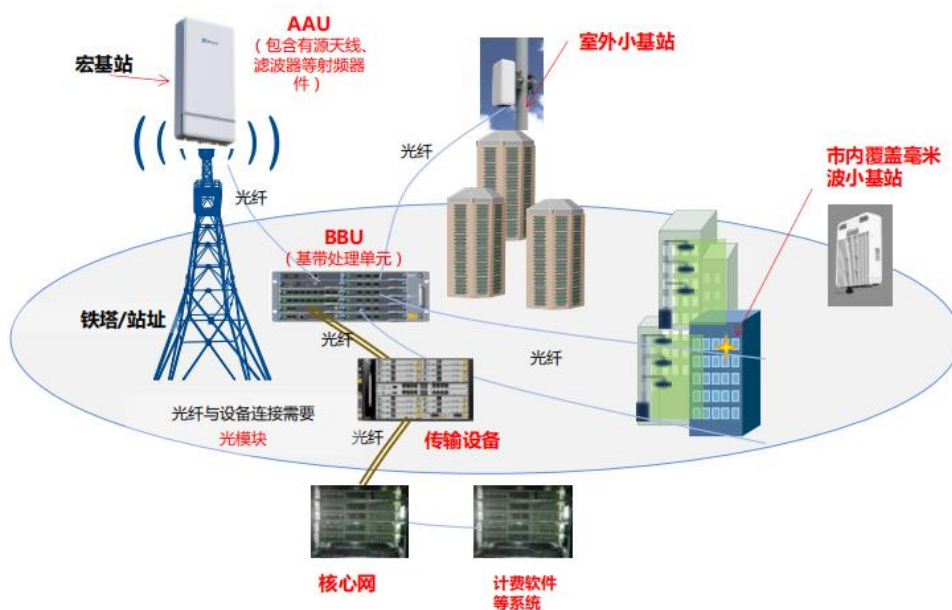 AAU
（包含有源天线、
滤波器等射频器
件）
宏基站
室外小基站
光纤
光纤
市内覆盖毫米
波小基站
BBU
（基带处理单元）
铁塔/站址
光纤
光纤
光纤与设备连接需要
光模块
光纤
传输设备
核心网
计费软件
等系统